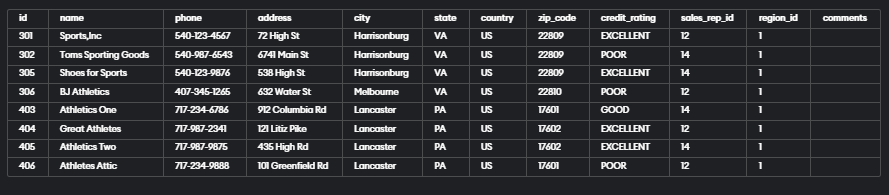 id name phone address city state country zip_code credit_rating sales_rep_id region_id comments
301 Sports,Inc 540-123-4567 72 High St Harrisonburg VA US 22809 EXCELLENT 12 1
302 Toms Sporting Goods 540-987-6543 6741 Main St Harrisonburg VA US 22809 POOR 14 1
305 Shoes for Sports 540-123-9876 538 High St Harrisonburg VA US 22809 EXCELLENT 14 1
306 BJ Athletics 407-345-1265 632 Water St Melbourne VA US 22810 POOR 12 1
403 Athletics One 717-234-6786 912 Columbia Rd Lancaster PA US 17601 GOOD 14 1
404 Great Athletes 717-987-2341 121 Litiz Pike Lancaster PA US 17602 EXCELLENT 12 1
405 Athletics Two 717-987-9875 435 High Rd Lancaster PA US 17602 EXCELLENT 14 1
406 Athletes Attic 717-234-9888 101 Greenfield Rd Lancaster PA US 17601 POOR 12 1